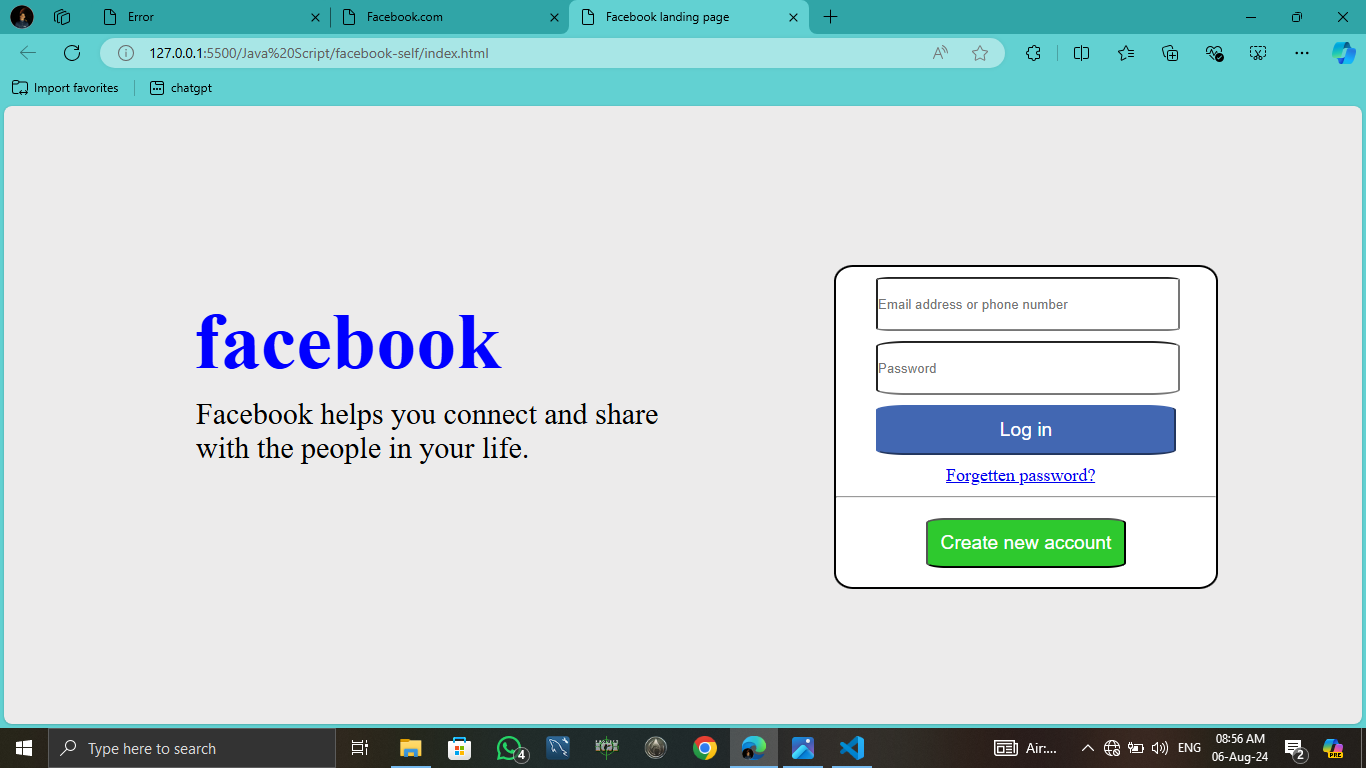 Error
Facebook.com
Facebook landing page
127.0.0.1:5500/Java%20Script/facebook-self/index.html
Import favorites
chatgpt
facebook
Facebook helps you connect and share
with the people in your life.
Email address or phone number
Password
Log in
Forgetten password?
Create new account
Type here to search
4
Air:...
ENG
08:56 AM
06-Aug-24
2
PRE